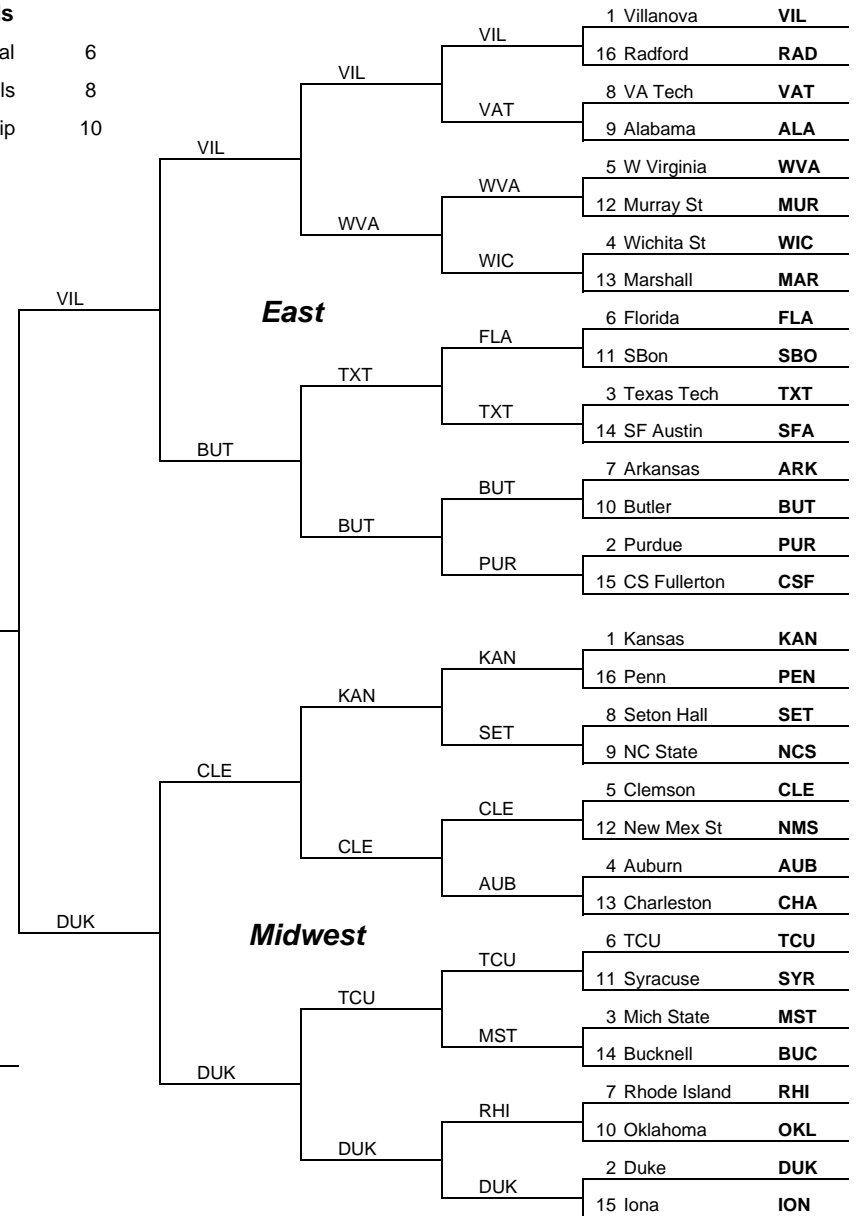 ls
al 6
ls 8
ip 10
1 Villanova VIL
VIL
16 Radford RAD
VIL
8 VA Tech VAT
VAT
9 Alabama ALA
VIL
5 W Virginia WVA
WVA
12 Murray St MUR
WVA
4 Wichita St WIC
WIC
13 Marshall MAR
VIL
East
6 Florida FLA
FLA
11 SBon SBO
TXT
3 Texas Tech TXT
TXT
14 SF Austin SFA
BUT
7 Arkansas ARK
BUT
10 Butler BUT
BUT
2 Purdue PUR
PUR
15 CS Fullerton CSF
1 Kansas KAN
KAN
16 Penn PEN
KAN
8 Seton Hall SET
SET
9 NC State NCS
CLE
5 Clemson CLE
CLE
12 New Mex St NMS
CLE
4 Auburn AUB
AUB
13 Charleston CHA
DUK
Midwest
6 TCU TCU
TCU
11 Syracuse SYR
TCU
3 Mich State MST
MST
14 Bucknell BUC
DUK
7 Rhode Island RHI
RHI
10 Oklahoma OKL
DUK
2 Duke DUK
DUK
15 Iona ION